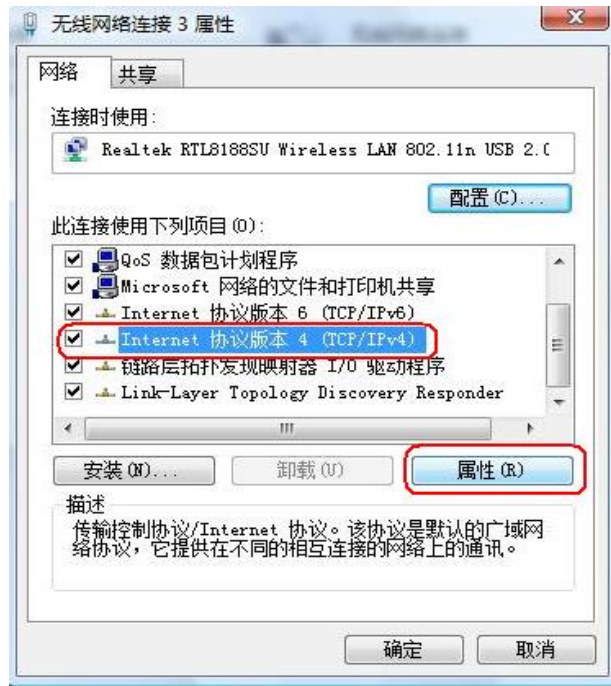 无线网络连接 3 属性
网络 共享
连接时使用:
Realtek RTL8188SU Wireless LAN 802.11n USB 2.
配置(C)...
此连接使用下列项目(O):
QoS 数据包计划程序
Microsoft 网络的文件和打印机共享
Internet 协议版本 6 (TCP/IPv6)
Internet 协议版本 4 (TCP/IPv4)
链路层拓扑发现映射器 I/O 驱动程序
Link-Layer Topology Discovery Responder
安装(N)... 卸载(U) 属性(R)
描述
传输控制协议/Internet 协议。该协议是默认的广域网
络协议，它提供在不同的相互连接的网络上的通讯。
确定 取消